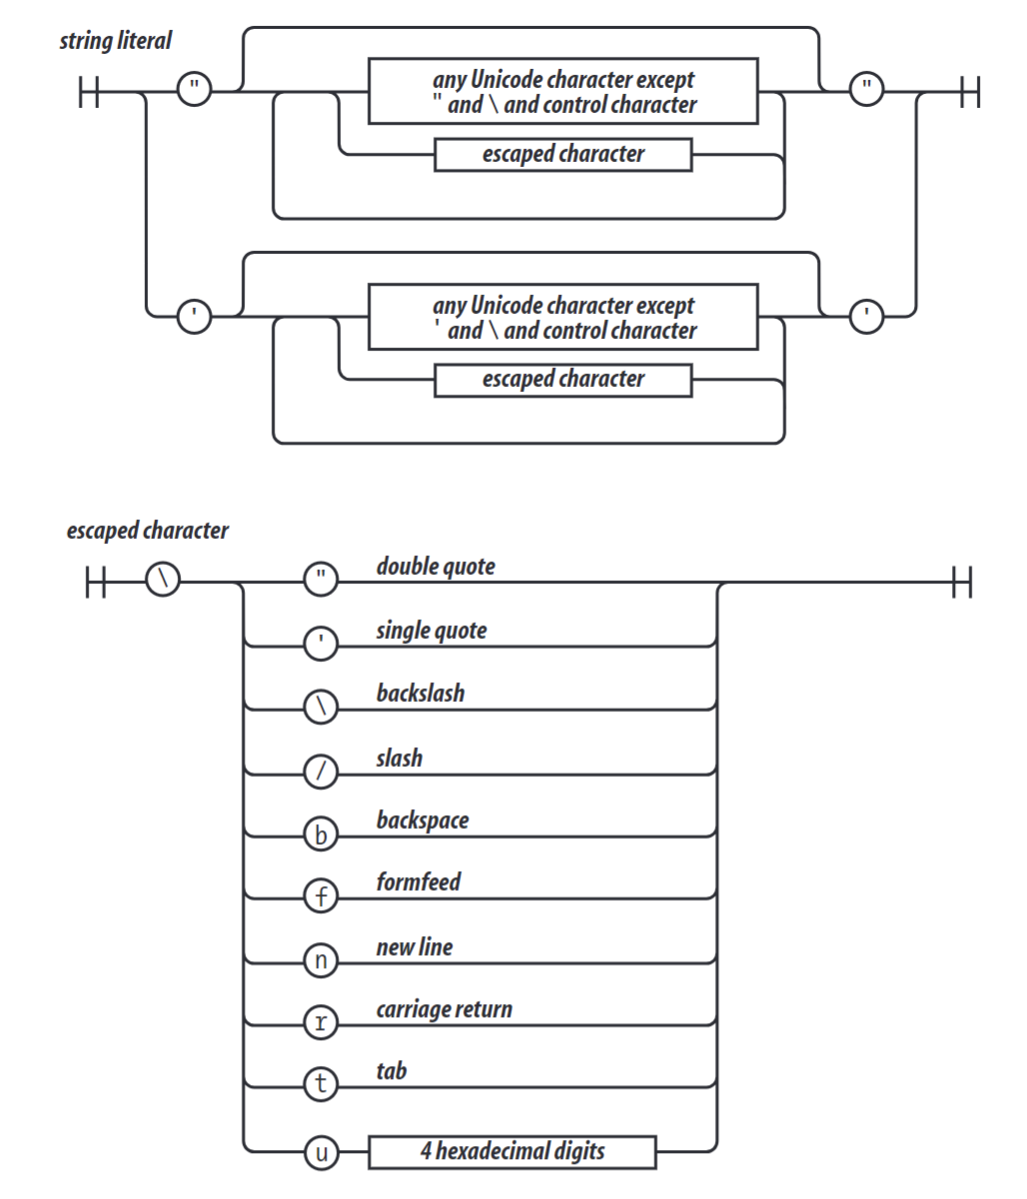 string literal
" any Unicode character except "
" and \ and control character
escaped character
' any Unicode character except '
' and \ and control character
escaped character
escaped character
\ " double quote
' single quote
\ backslash
/ slash
b backspace
f formfeed
n new line
r carriage return
t tab
u 4 hexadecimal digits